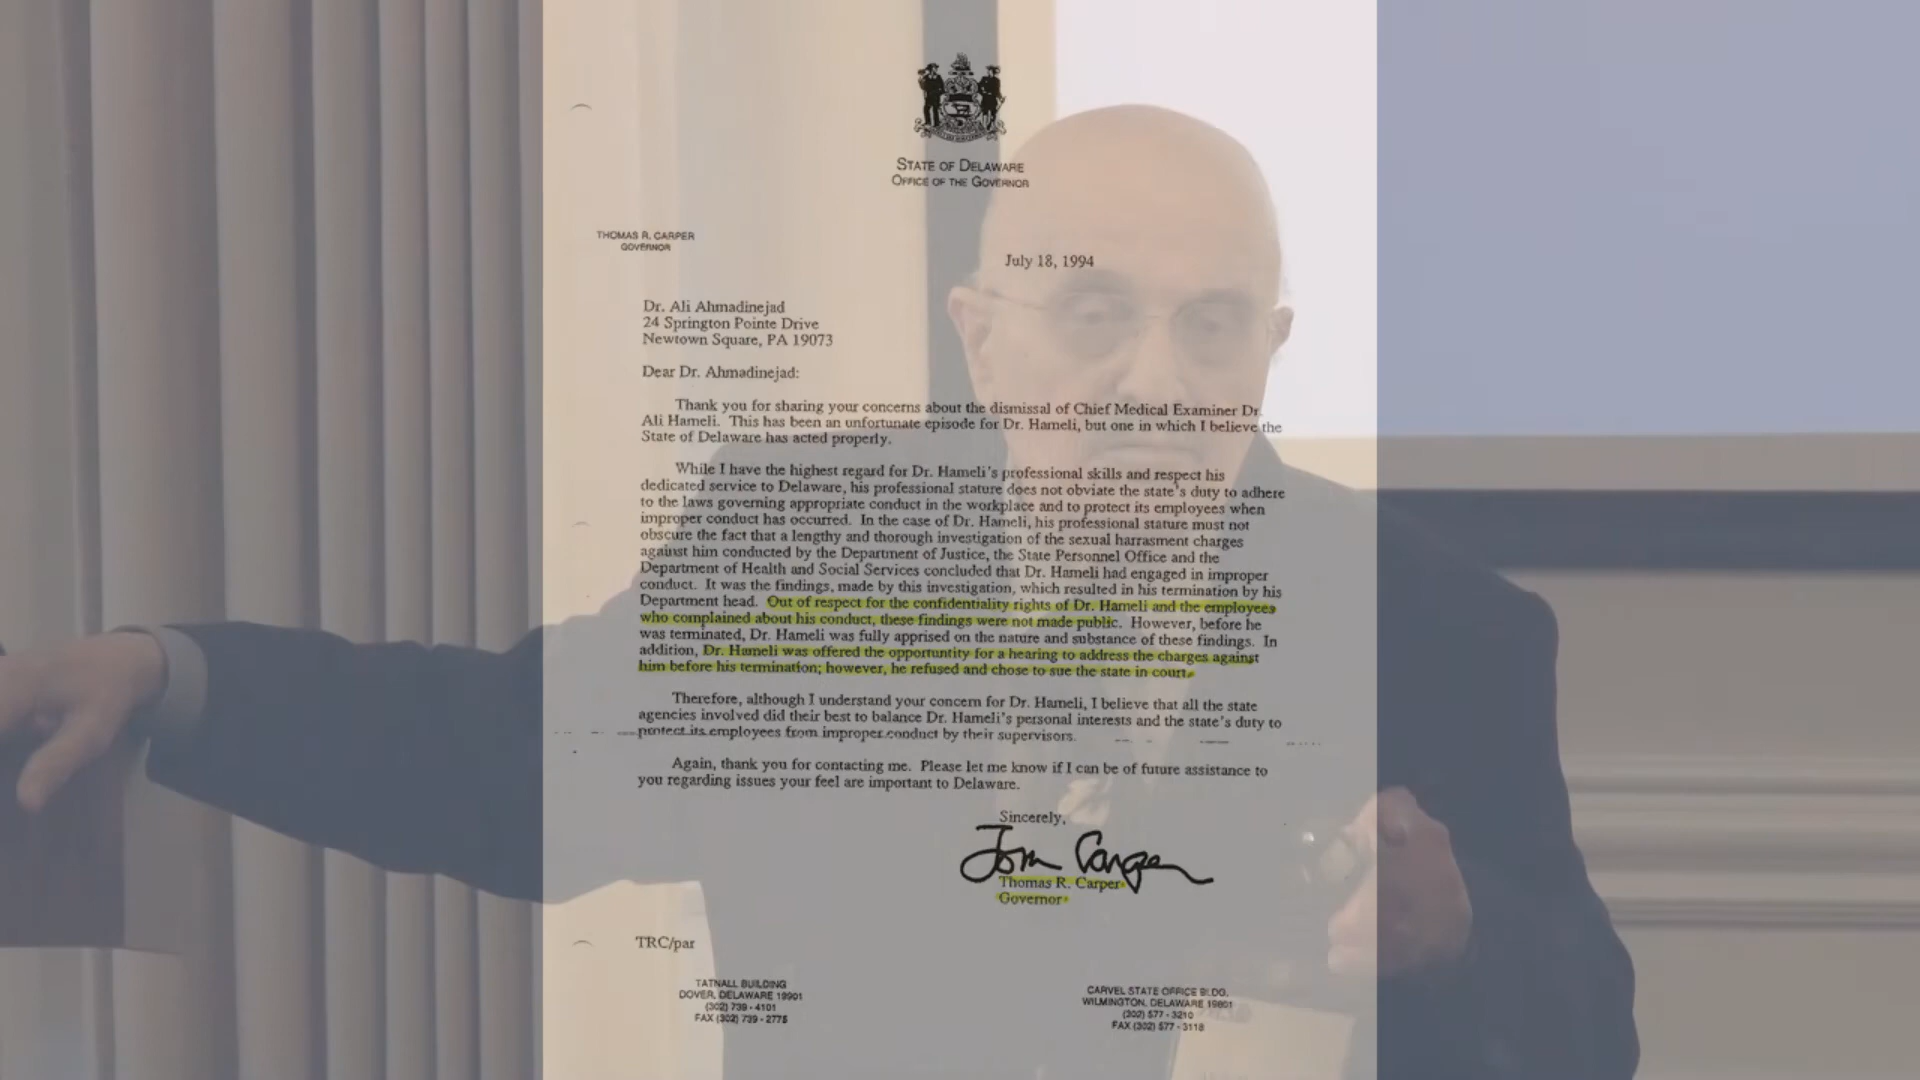 STATE OF DELAWARE
OFFICE OF THE GOVERNOR
THOMAS R. CARPER
GOVERNOR
July 18, 1994
Dr. Ali Ahmadinejad
24 Springton Pointe Drive
Newtown Square, PA 19073
Dear Dr. Ahmadinejad:
Thank you for sharing your concerns about the dismissal of Chief Medical Examiner Dr.
Ali Hameli. This has been an unfortunate episode for Dr. Hameli, but one in which I believe the
State of Delaware has acted properly.
While I have the highest regard for Dr. Hameli's professional skills and respect his
dedicated service to Delaware, his professional stature does not obviate the state's duty to adhere
to the laws governing appropriate conduct in the workplace and to protect its employees when
improper conduct has occurred. In the case of Dr. Hameli, his professional stature must not
obscure the fact that a lengthy and thorough investigation of the sexual harrasment charges
against him conducted by the Department of Justice, the State Personnel Office and the
Department of Health and Social Services concluded that Dr. Hameli had engaged in improper
conduct. It was the findings, made by this investigation, which resulted in his termination by his
Department head. Out of respect for the confidentiality rights of Dr. Hameli and the employees
who complained about his conduct, these findings were not made public. However, before he
was terminated, Dr. Hameli was fully apprised on the nature and substance of these findings. In
addition, Dr. Hameli was offered the opportuntity for a hearing to address the charges against
him before his termination; however, he refused and chose to sue the state in court.
Therefore, although I understand your concern for Dr. Hameli, I believe that all the state
agencies involved did their best to balance Dr. Hameli's personal interests and the state's duty to
protect its employees from improper conduct by their supervisors.
Again, thank you for contacting me. Please let me know if I can be of future assistance to
you regarding issues your feel are important to Delaware.
Sincerely,
Tom Carper
Thomas R. Carper
Governor
TRC/par
TATNALL BUILDING
DOVER, DELAWARE 19901
(302) 739 - 4101
FAX (302) 739 - 2775
CARVEL STATE OFFICE BLDG.
WILMINGTON, DELAWARE 19801
(302) 577 - 3210
FAX (302) 577 - 3118